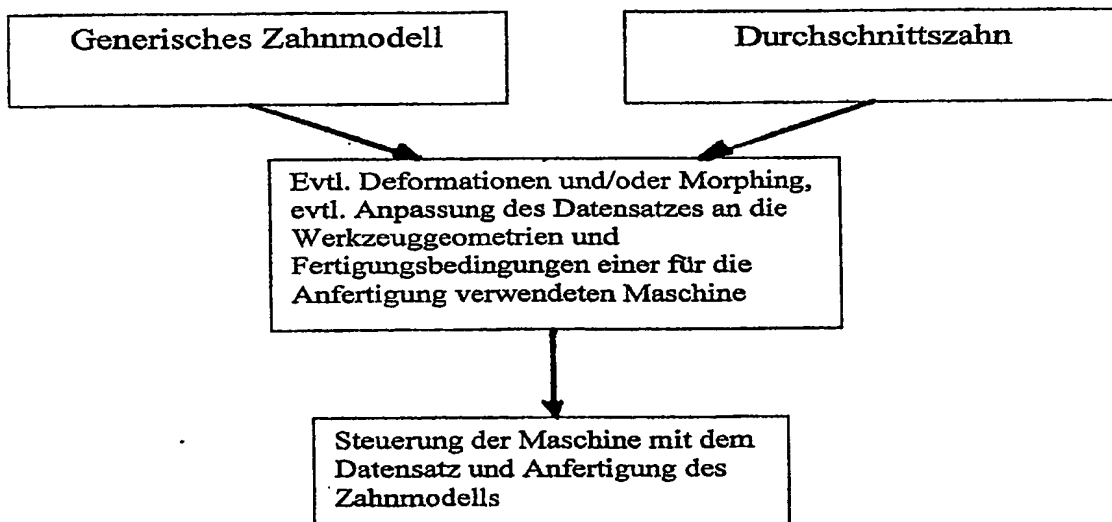 Generisches Zahnmodell
Durchschnittszahn
Evtl. Deformationen und/oder Morphing,
evtl. Anpassung des Datensatzes an die
Werkzeuggeometrien und
Fertigungsbedingungen einer für die
Anfertigung verwendeten Maschine
Steuerung der Maschine mit dem
Datensatz und Anfertigung des
Zahnmodells